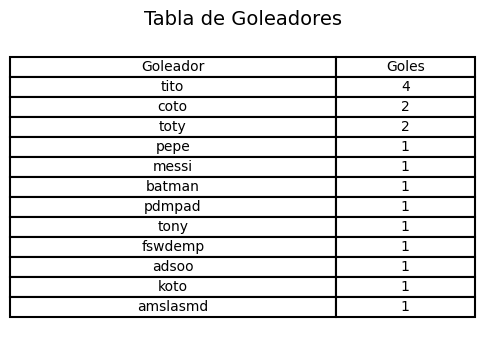 Tabla de Goleadores
Goleador Goles
tito 4
coto 2
toty 2
pepe 1
messi 1
batman 1
pdmpad 1
tony 1
fswdemp 1
adsoo 1
koto 1
amslasmd 1